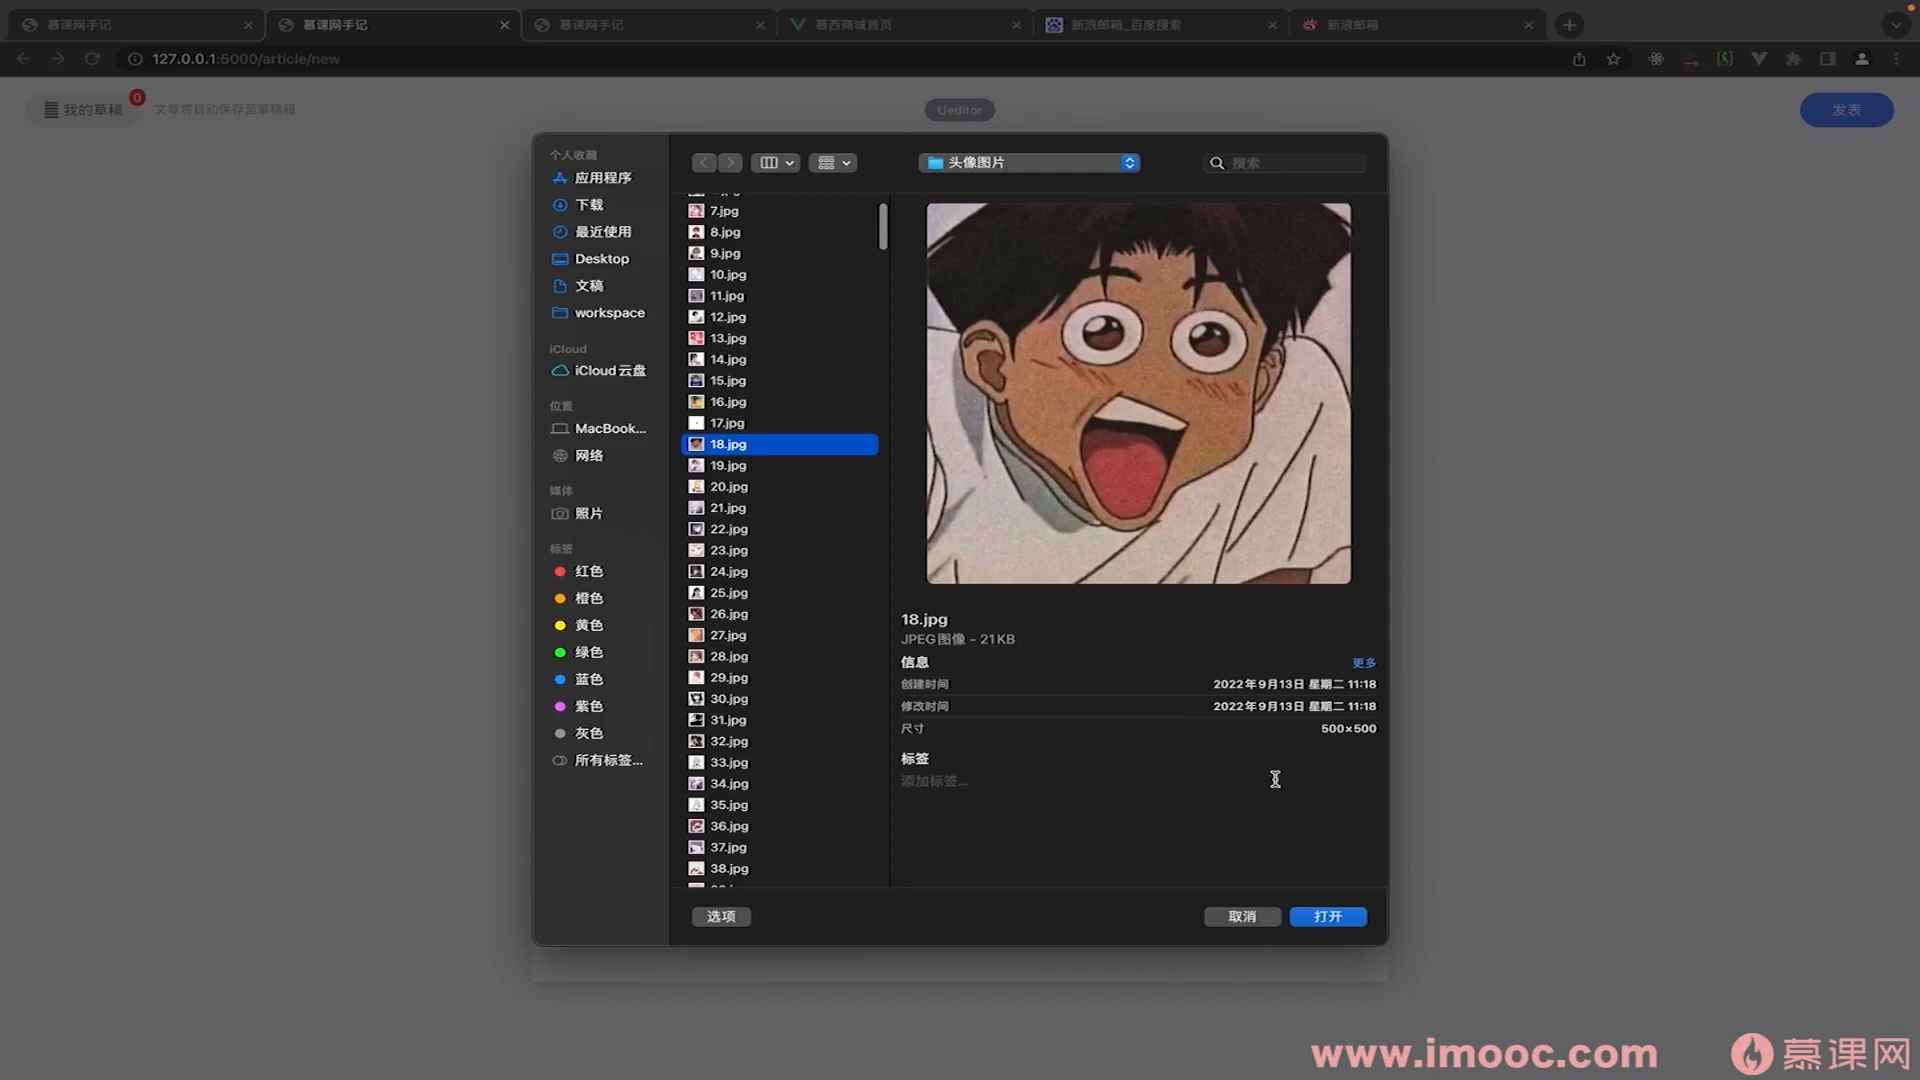 慕课网手记
慕课网手记
慕课网手记
慕西商城首页
新浪邮箱_百度搜索
新浪邮箱
127.0.0.1:5000/article/new
我的草稿
0
文章将自动保存至草稿箱
Ueditor
发表
个人收藏
应用程序
下载
最近使用
Desktop
文稿
workspace
iCloud
iCloud云盘
位置
MacBook...
网络
媒体
照片
标签
红色
橙色
黄色
绿色
蓝色
紫色
灰色
所有标签...
头像图片
搜索
7.jpg
8.jpg
9.jpg
10.jpg
11.jpg
12.jpg
13.jpg
14.jpg
15.jpg
16.jpg
17.jpg
18.jpg
19.jpg
20.jpg
21.jpg
22.jpg
23.jpg
24.jpg
25.jpg
26.jpg
27.jpg
28.jpg
29.jpg
30.jpg
31.jpg
32.jpg
33.jpg
34.jpg
35.jpg
36.jpg
37.jpg
38.jpg
18.jpg
JPEG图像 - 21 KB
信息 更多
创建时间 2022年9月13日 星期二 11:18
修改时间 2022年9月13日 星期二 11:18
尺寸 500×500
标签
添加标签...
选项
取消
打开
www.imooc.com
慕课网